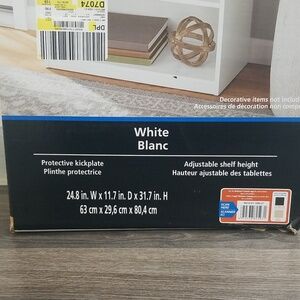 D7074
DPL
Decorative items not inclu
Accessoires de décoration non comp
White
Blanc
Protective kickplate
Plinthe protectrice
Adjustable shelf height
Hauteur ajustable des tablettes
24.8 in. W x 11.7 in. D x 31.7 in. H
63 cm x 29,6 cm x 80,4 cm